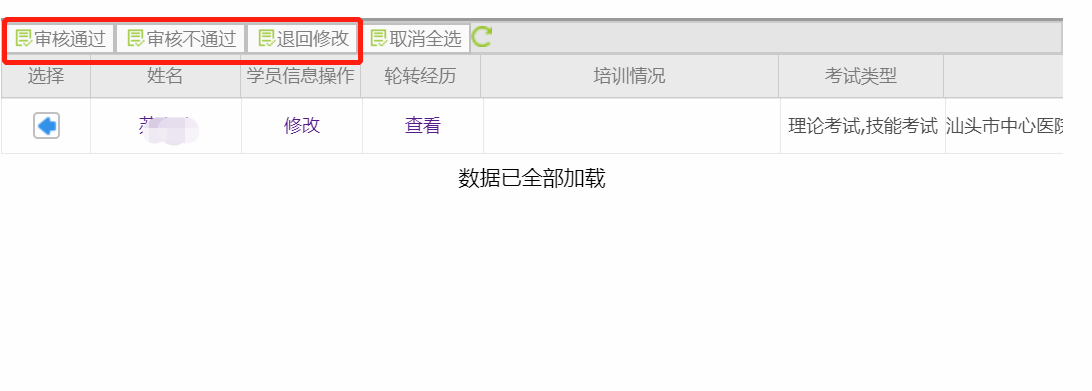 审核通过 审核不通过 退回修改 取消全选
选择 姓名 学员信息操作 轮转经历 培训情况 考试类型
修改 查看 理论考试,技能考试 汕头市中心医院
数据已全部加载